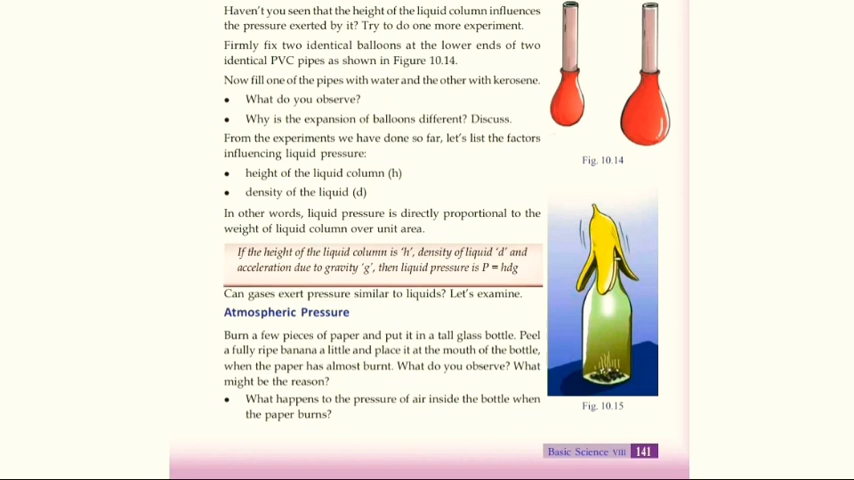 Haven't you seen that the height of the liquid column influences
the pressure exerted by it? Try to do one more experiment.
Firmly fix two identical balloons at the lower ends of two
identical PVC pipes as shown in Figure 10.14.
Now fill one of the pipes with water and the other with kerosene.
• What do you observe?
• Why is the expansion of balloons different? Discuss.
From the experiments we have done so far, let's list the factors
influencing liquid pressure:
• height of the liquid column (h)
• density of the liquid (d)
In other words, liquid pressure is directly proportional to the
weight of liquid column over unit area.
If the height of the liquid column is 'h', density of liquid 'd' and
acceleration due to gravity 'g', then liquid pressure is P = hdg
Can gases exert pressure similar to liquids? Let's examine.
Atmospheric Pressure
Burn a few pieces of paper and put it in a tall glass bottle. Peel
a fully ripe banana a little and place it at the mouth of the bottle,
when the paper has almost burnt. What do you observe? What
might be the reason?
• What happens to the pressure of air inside the bottle when
the paper burns?
Fig. 10.14
Fig. 10.15
Basic Science VIII 141